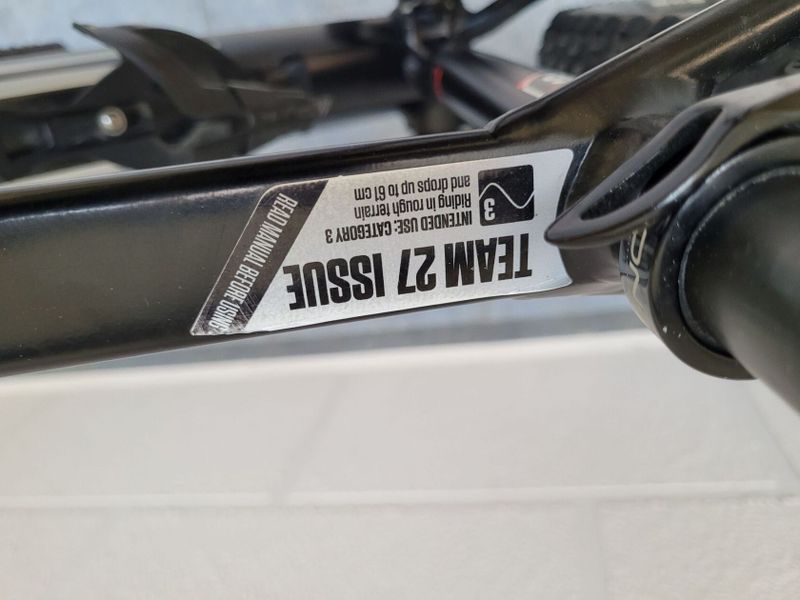 TEAM 27 ISSUE
INTENDED USE: CATEGORY 3
Riding in rough terrain
and drops up to 61 cm
3
READ MANUAL BEFORE USING